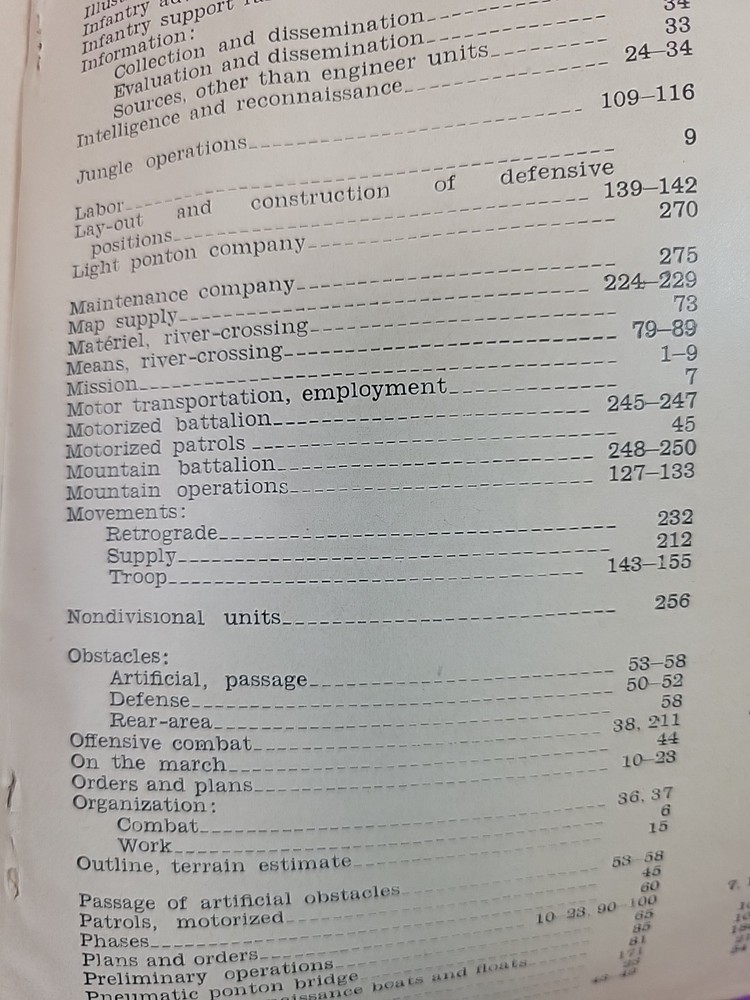 Infantry
Infantry support
Information:
Collection and dissemination
Evaluation and dissemination 34
Sources, other than engineer units 33
Intelligence and reconnaissance 24–34
Jungle operations 109–116
Labor 9
Lay-out and construction of defensive
positions 139–142
Light ponton company 270
Maintenance company 275
Map supply 224–229
Matériel, river-crossing 73
Means, river-crossing 79–89
Mission 1–9
Motor transportation, employment 7
Motorized battalion 245–247
Motorized patrols 45
Mountain battalion 248–250
Mountain operations 127–133
Movements:
Retrograde 232
Supply 212
Troop 143–155
Nondivisional units 256
Obstacles:
Artificial, passage 53–58
Defense 50–52
Rear-area 58
Offensive combat 38, 211
On the march 44
Orders and plans 10–23
Organization:
Combat 36, 37
Work 6
Outline, terrain estimate 15
Passage of artificial obstacles 53–58
Patrols, motorized 45
Phases 60
Plans and orders 10–23, 90–100
Preliminary operations 65
Pneumatic ponton bridge 85
boats and floats